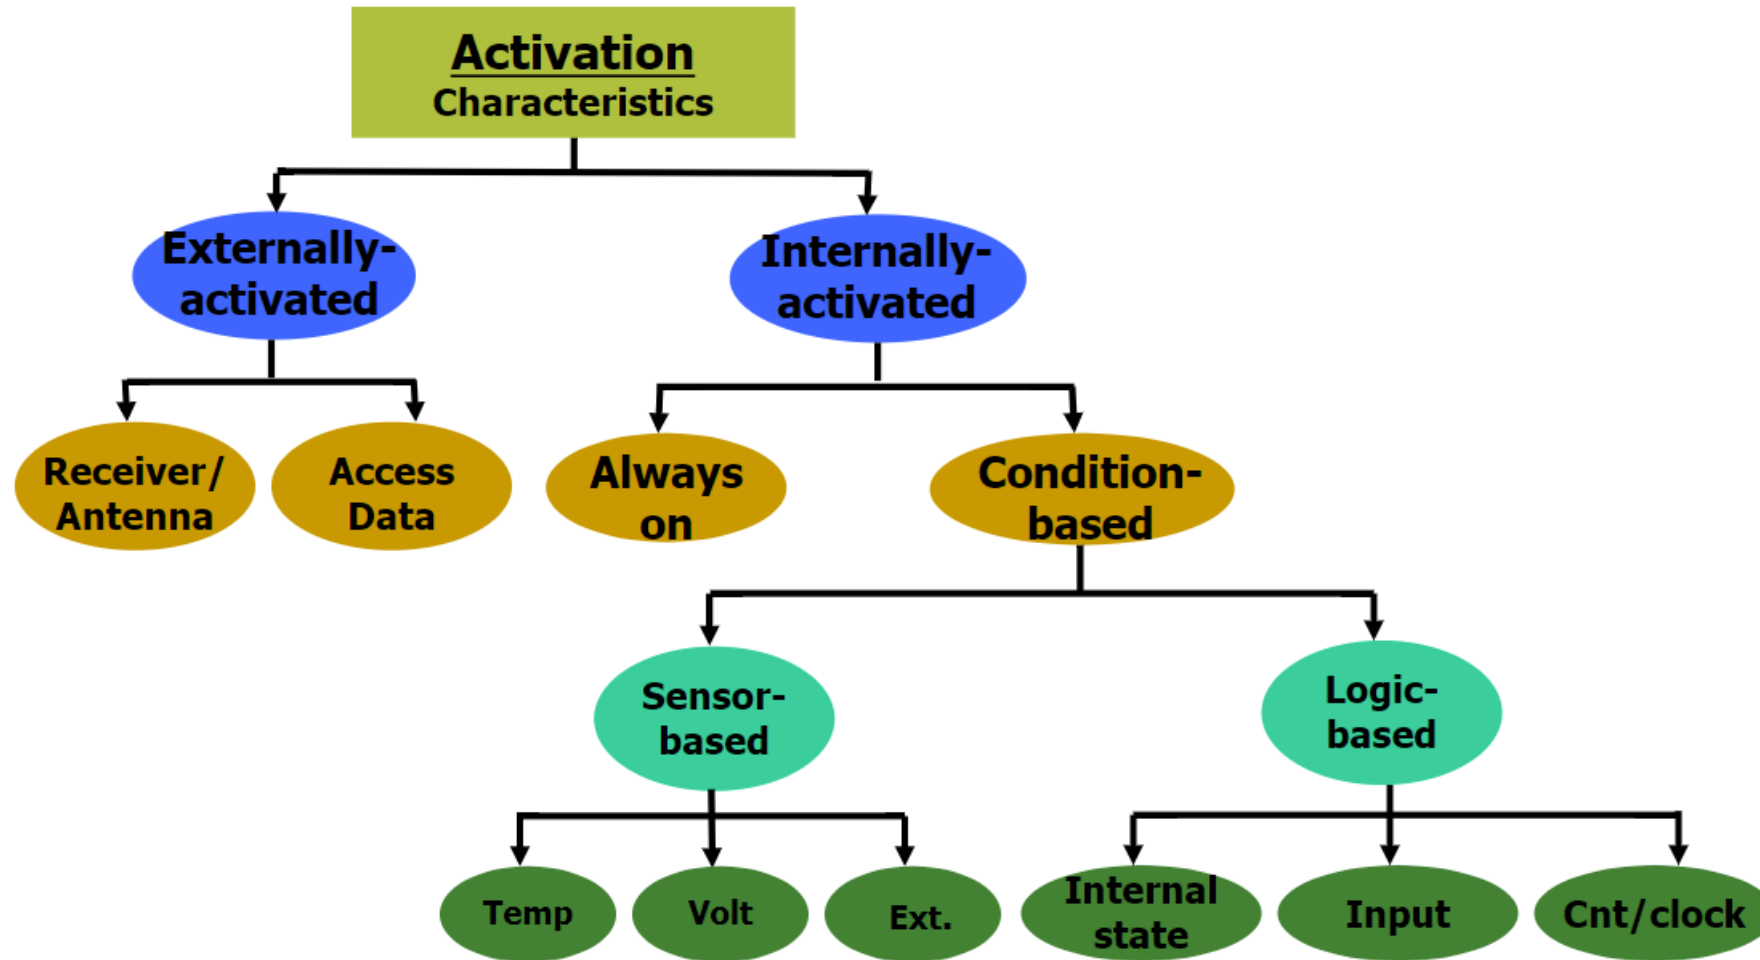 Activation
Characteristics
Externally-
activated
Internally-
activated
Receiver/
Antenna
Access
Data
Always
on
Condition-
based
Sensor-
based
Logic-
based
Temp
Volt
Ext.
Internal
state
Input
Cnt/clock